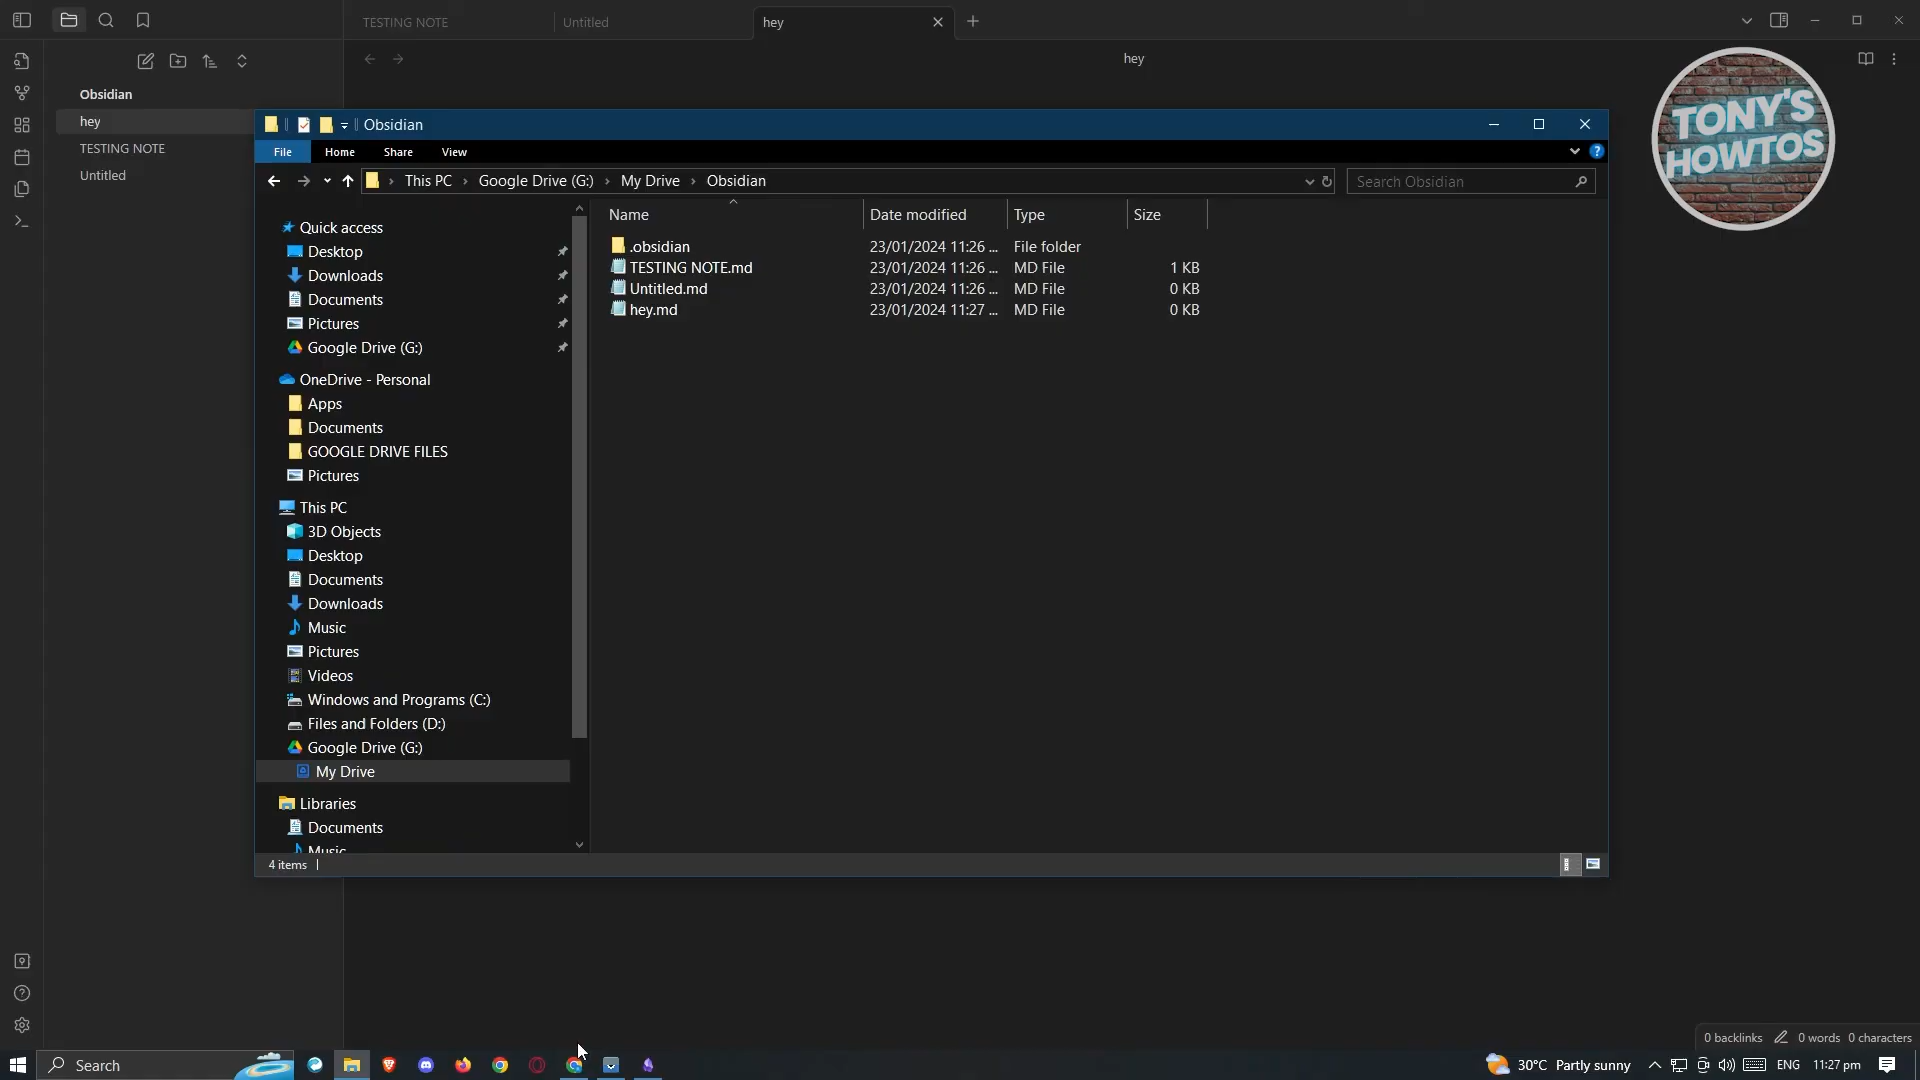 TESTING NOTE
Untitled
hey
hey
Obsidian
hey
TESTING NOTE
Untitled
TONY'S
HOWTOS
Obsidian
File
Home
Share
View
This PC
Google Drive (G:)
My Drive
Obsidian
Search Obsidian
Name
Date modified
Type
Size
.obsidian 23/01/2024 11:26 ... File folder
TESTING NOTE.md 23/01/2024 11:26 ... MD File 1 KB
Untitled.md 23/01/2024 11:26 ... MD File 0 KB
hey.md 23/01/2024 11:27 ... MD File 0 KB
Quick access
Desktop
Downloads
Documents
Pictures
Google Drive (G:)
OneDrive - Personal
Apps
Documents
GOOGLE DRIVE FILES
Pictures
This PC
3D Objects
Desktop
Documents
Downloads
Music
Pictures
Videos
Windows and Programs (C:)
Files and Folders (D:)
Google Drive (G:)
My Drive
Libraries
Documents
Music
4 items
0 backlinks
0 words
0 characters
Search
30°C Partly sunny
ENG
11:27 pm